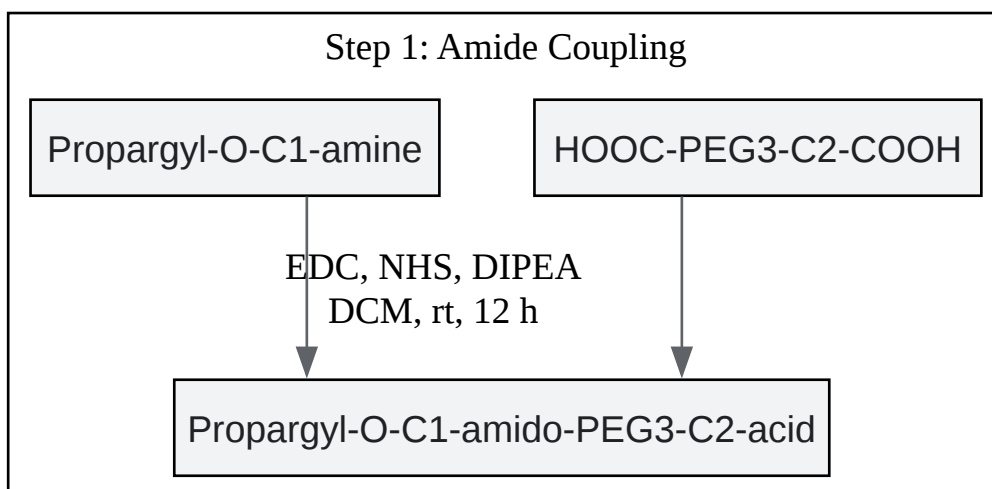 Step 1: Amide Coupling
Propargyl-O-C1-amine
HOOC-PEG3-C2-COOH
EDC, NHS, DIPEA
DCM, rt, 12 h
Propargyl-O-C1-amido-PEG3-C2-acid